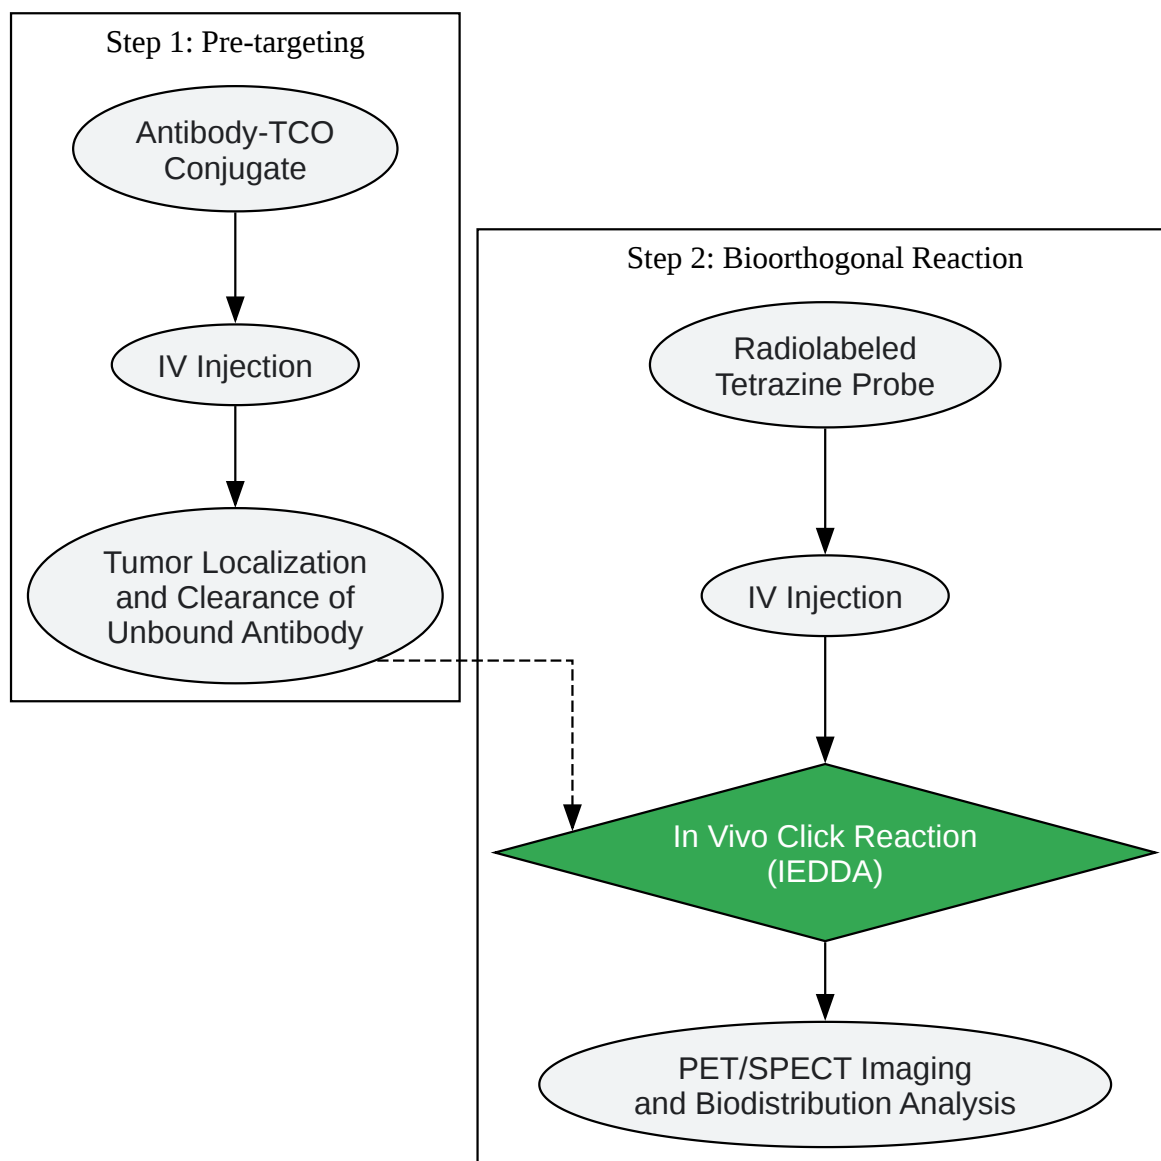 Step 1: Pre-targeting
Antibody-TCO
Conjugate
IV Injection
Tumor Localization
and Clearance of
Unbound Antibody
Step 2: Bioorthogonal Reaction
Radiolabeled
Tetrazine Probe
IV Injection
In Vivo Click Reaction
(IEDDA)
PET/SPECT Imaging
and Biodistribution Analysis